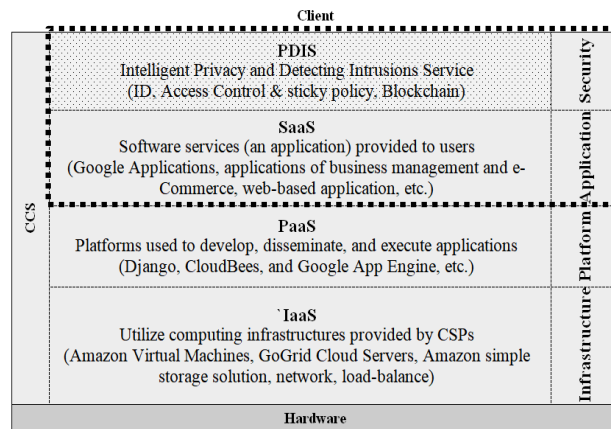 Client
PDIS
Intelligent Privacy and Detecting Intrusions Service
(ID, Access Control & sticky policy, Blockchain)
Security
SaaS
Software services (an application) provided to users
(Google Applications, applications of business management and e-
Commerce, web-based application, etc.)
Application
CCS
PaaS
Platforms used to develop, disseminate, and execute applications
(Django, CloudBees, and Google App Engine, etc.)
Platform
`IaaS
Utilize computing infrastructures provided by CSPs
(Amazon Virtual Machines, GoGrid Cloud Servers, Amazon simple
storage solution, network, load-balance)
Infrastructure
Hardware